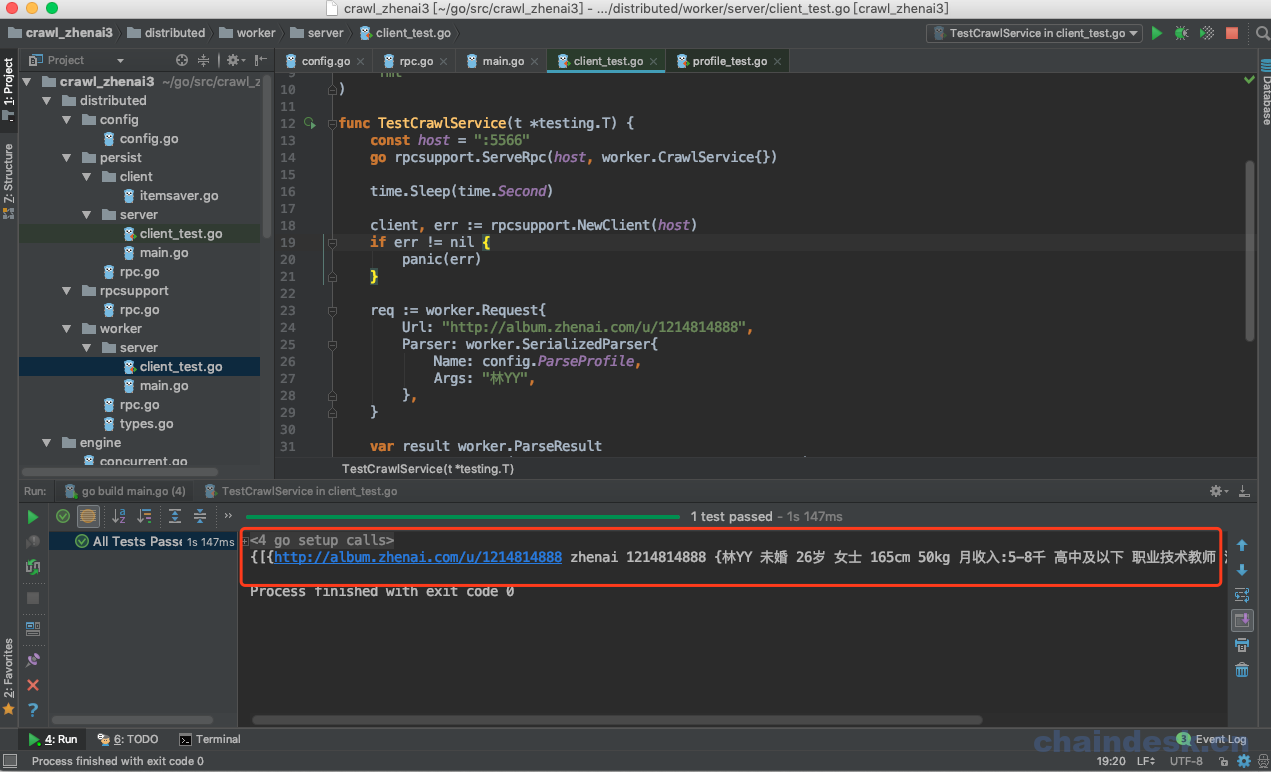 crawl_zhenai3 [~/go/src/crawl_zhenai3] - .../distributed/worker/server/client_test.go [crawl_zhenai3]
crawl_zhenai3 distributed worker server client_test.go
TestCrawlService in client_test.go
Project
config.go rpc.go main.go client_test.go profile_test.go
1: Project
Z: Structure
2: Favorites
Database
crawl_zhenai3 ~/go/src/crawl_z
distributed
config
config.go
persist
client
itemsaver.go
server
client_test.go
main.go
rpc.go
rpcsupport
rpc.go
worker
server
client_test.go
main.go
rpc.go
types.go
engine
concurrent.go
10 )
11
12 func TestCrawlService(t *testing.T) {
13 const host = ":5566"
14 go rpcsupport.ServeRpc(host, worker.CrawlService{})
15
16 time.Sleep(time.Second)
17
18 client, err := rpcsupport.NewClient(host)
19 if err != nil {
20 panic(err)
21 }
22
23 req := worker.Request{
24 Url: "http://album.zhenai.com/u/1214814888",
25 Parser: worker.SerializedParser{
26 Name: config.ParseProfile,
27 Args: "林YY",
28 },
29 }
30
31 var result worker.ParseResult
TestCrawlService(t *testing.T)
Run: go build main.go (4) TestCrawlService in client_test.go
1 test passed - 1s 147ms
All Tests Passe 1s 147ms
<4 go setup calls>
{[{http://album.zhenai.com/u/1214814888 zhenai 1214814888 {林YY 未婚 26岁 女士 165cm 50kg 月收入:5-8千 高中及以下 职业技术教师
Process finished with exit code 0
4: Run 6: TODO Terminal
3 Event Log
chaindesk.cn
Process finished with exit code 0
19:20 LF UTF-8